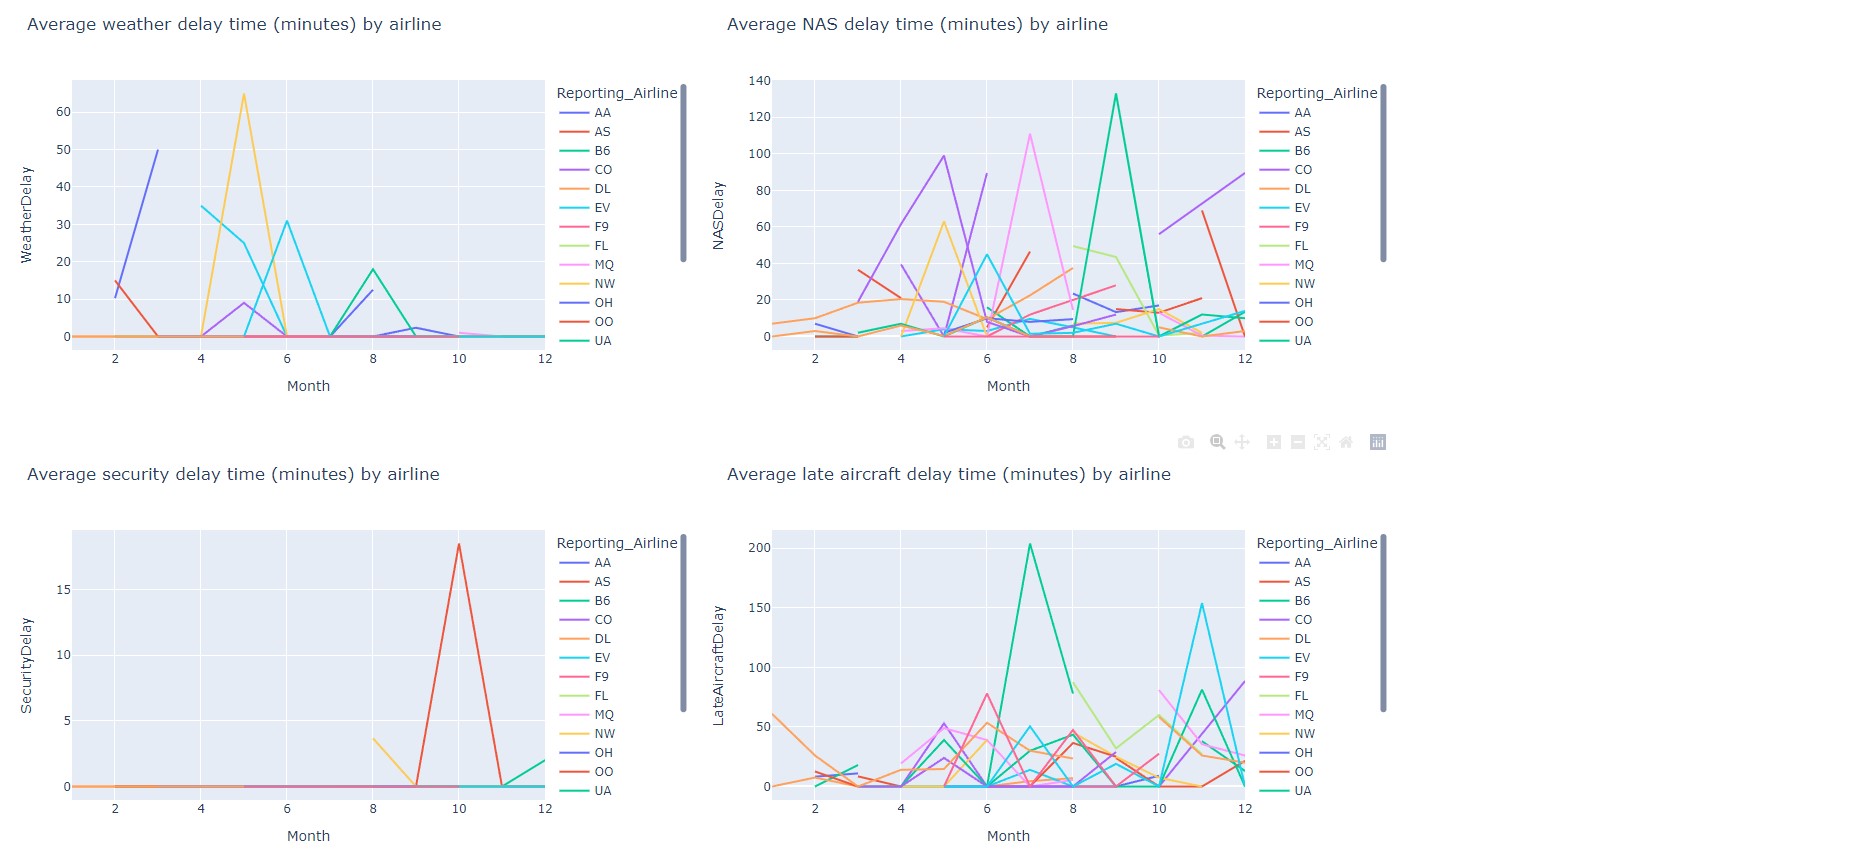 Average weather delay time (minutes) by airline
WeatherDelay
60
50
40
30
20
10
0
2 4 6 8 10 12
Month
Reporting_Airline
AA
AS
B6
CO
DL
EV
F9
FL
MQ
NW
OH
OO
UA
Average NAS delay time (minutes) by airline
NASDelay
140
120
100
80
60
40
20
0
2 4 6 8 10 12
Month
Reporting_Airline
AA
AS
B6
CO
DL
EV
F9
FL
MQ
NW
OH
OO
UA
Average security delay time (minutes) by airline
SecurityDelay
15
10
5
0
2 4 6 8 10 12
Month
Reporting_Airline
AA
AS
B6
CO
DL
EV
F9
FL
MQ
NW
OH
OO
UA
Average late aircraft delay time (minutes) by airline
LateAircraftDelay
200
150
100
50
0
2 4 6 8 10 12
Month
Reporting_Airline
AA
AS
B6
CO
DL
EV
F9
FL
MQ
NW
OH
OO
UA